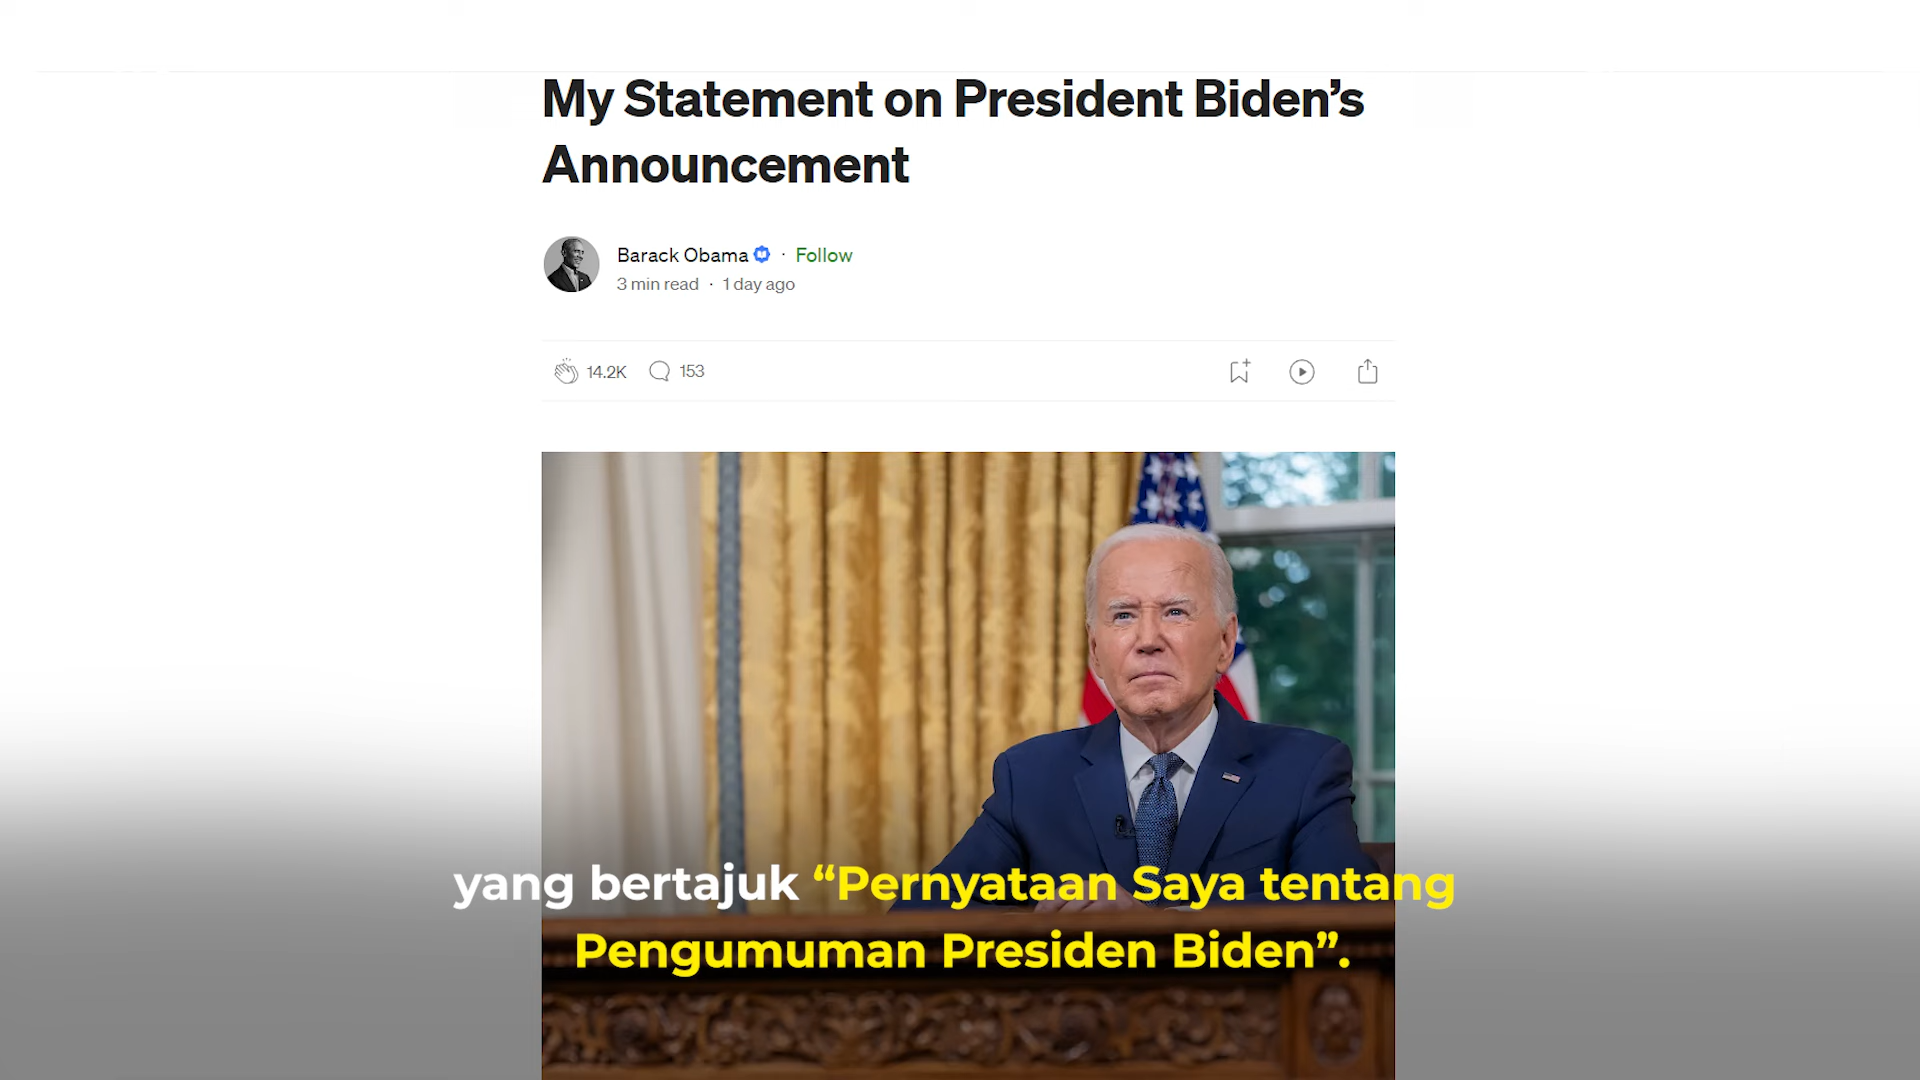 My Statement on President Biden’s
Announcement
Barack Obama · Follow
3 min read · 1 day ago
14.2K 153
yang bertajuk “Pernyataan Saya tentang
Pengumuman Presiden Biden”.